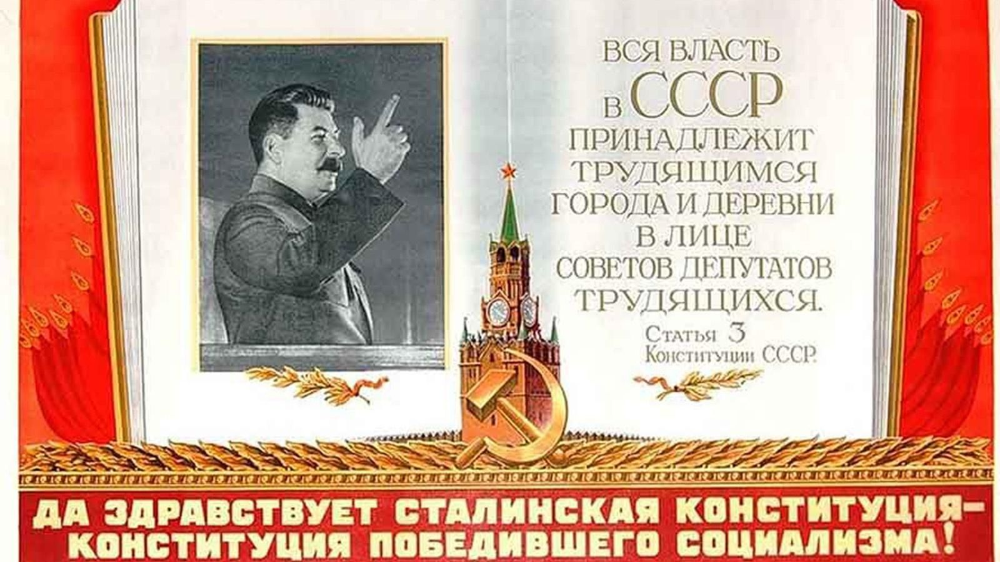 ВСЯ ВЛАСТЬ
В СССР
ПРИНАДЛЕЖИТ
ТРУДЯЩИМСЯ
ГОРОДА И ДЕРЕВНИ
В ЛИЦЕ
СОВЕТОВ ДЕПУТАТОВ
ТРУДЯЩИХСЯ.
Статья 3
Конституции СССР.
ДА ЗДРАВСТВУЕТ СТАЛИНСКАЯ КОНСТИТУЦИЯ–
КОНСТИТУЦИЯ ПОБЕДИВШЕГО СОЦИАЛИЗМА!